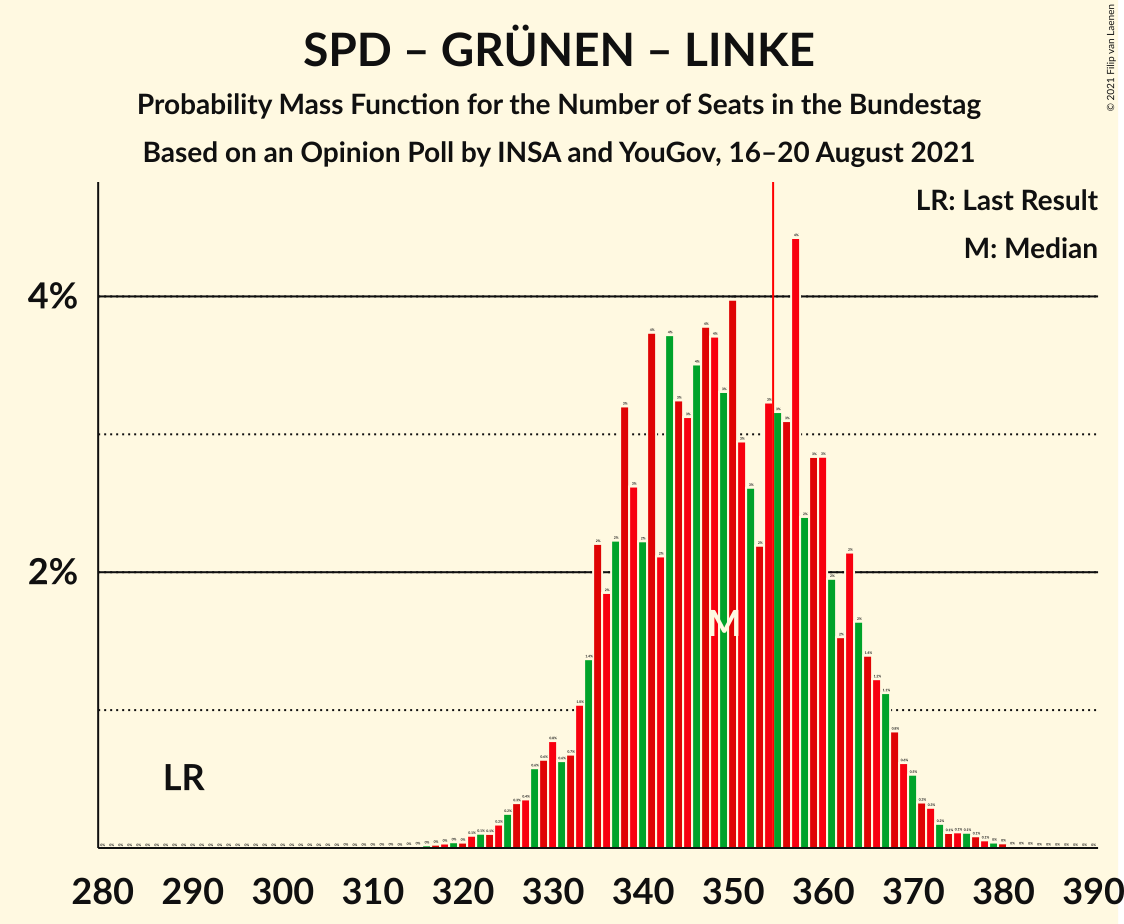 SPD – GRÜNEN – LINKE
Probability Mass Function for the Number of Seats in the Bundestag
Based on an Opinion Poll by INSA and YouGov, 16–20 August 2021
© 2021 Filip van Laenen
LR: Last Result
M: Median
4%
2%
M
LR
280 290 300 310 320 330 340 350 360 370 380 390